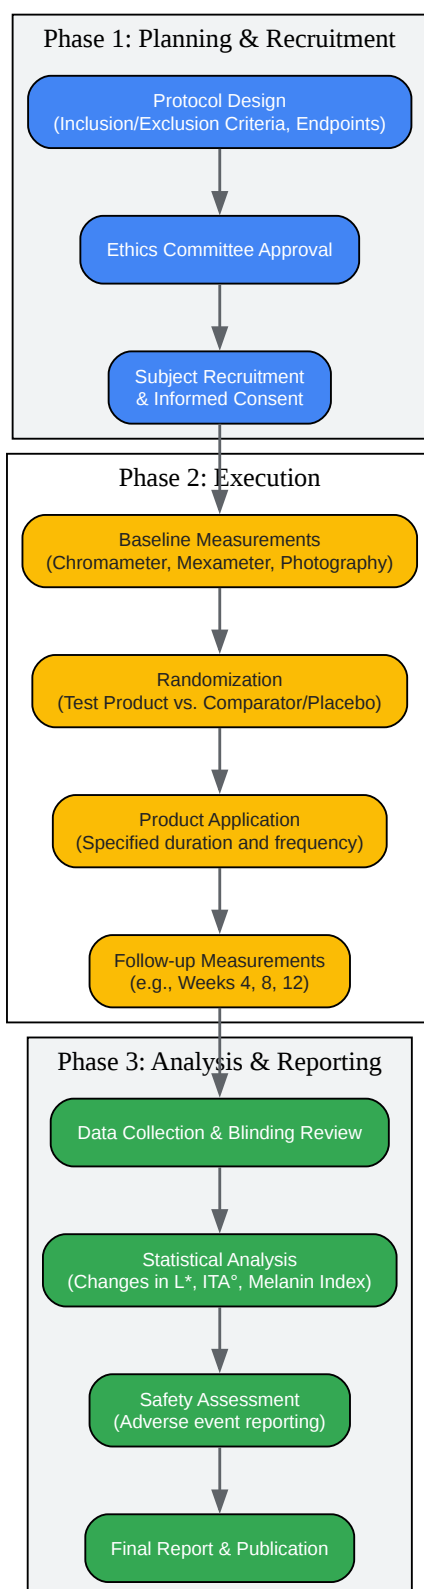 Phase 1: Planning & Recruitment
Protocol Design
(Inclusion/Exclusion Criteria, Endpoints)
Ethics Committee Approval
Subject Recruitment
& Informed Consent
Phase 2: Execution
Baseline Measurements
(Chromameter, Mexameter, Photography)
Randomization
(Test Product vs. Comparator/Placebo)
Product Application
(Specified duration and frequency)
Follow-up Measurements
(e.g., Weeks 4, 8, 12)
Phase 3: Analysis & Reporting
Data Collection & Blinding Review
Statistical Analysis
(Changes in L*, ITA°, Melanin Index)
Safety Assessment
(Adverse event reporting)
Final Report & Publication